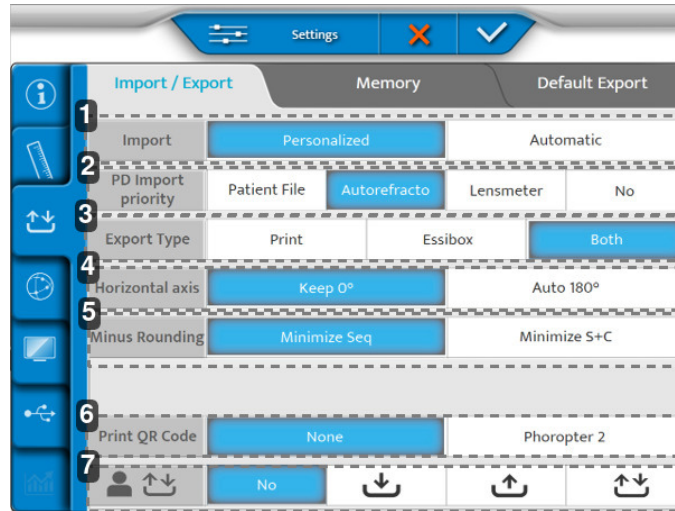 Settings
Import / Export Memory Default Export
1
Import Personalized Automatic
2
PD Import priority Patient File Autorefracto Lensmeter No
3
Export Type Print Essibox Both
4
Horizontal axis Keep 0° Auto 180°
5
Minus Rounding Minimize Seq Minimize S+C
6
Print QR Code None Phoropter 2
7
No